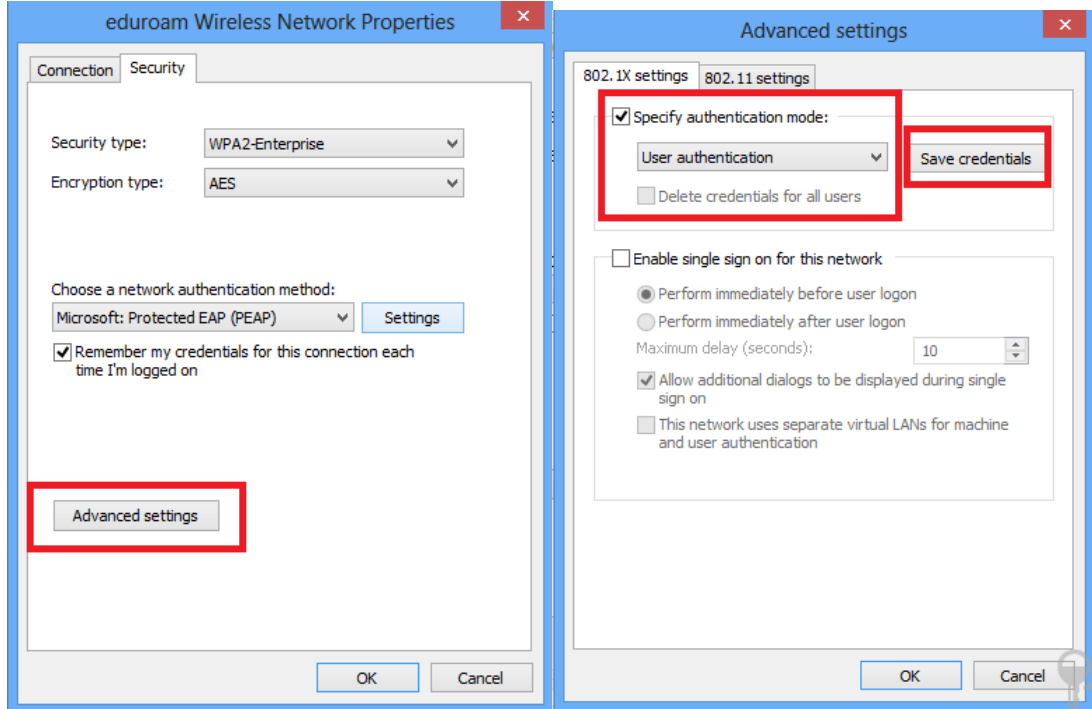 eduroam Wireless Network Properties
Connection
Security
Security type:
WPA2-Enterprise
Encryption type:
AES
Choose a network authentication method:
Microsoft: Protected EAP (PEAP)
Settings
Remember my credentials for this connection each
time I'm logged on
Advanced settings
OK
Cancel
Advanced settings
802.1X settings
802.11 settings
Specify authentication mode:
User authentication
Save credentials
Delete credentials for all users
Enable single sign on for this network
Perform immediately before user logon
Perform immediately after user logon
Maximum delay (seconds):
10
Allow additional dialogs to be displayed during single
sign on
This network uses separate virtual LANs for machine
and user authentication
OK
Cancel